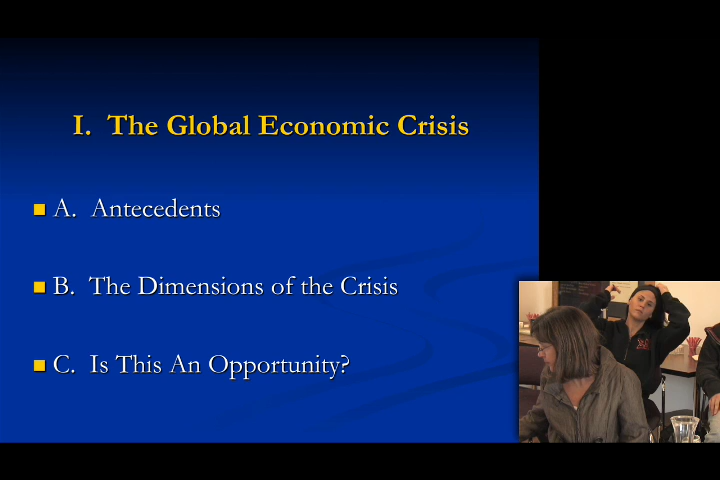 I. The Global Economic Crisis
A. Antecedents
B. The Dimensions of the Crisis
C. Is This An Opportunity?